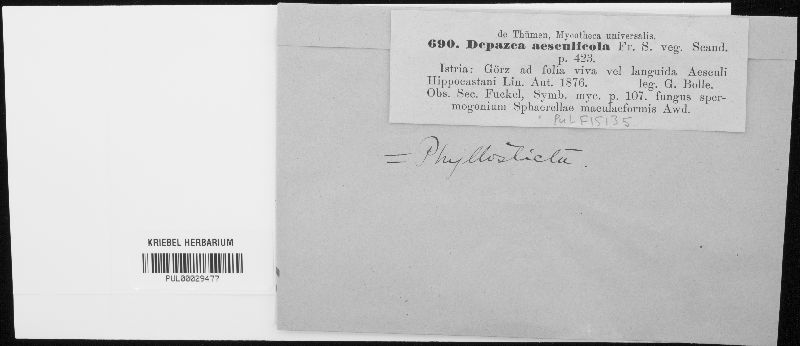 de Thümen, Mycotheca universalis.
690. Depazea aesculicola Fr. S. veg. Scand.
p. 423.
Istria: Görz ad folia viva vel languida Aesculi
Hippocastani Lin. Aut. 1876. leg. G. Bolle.
Obs. Sec. Fuckel, Symb. myc. p. 107. fungus sper-
mogonium Sphaerellae maculaeformis Awd.
PUL F15135
= Phyllosticta.
KRIEBEL HERBARIUM
PUL00029477